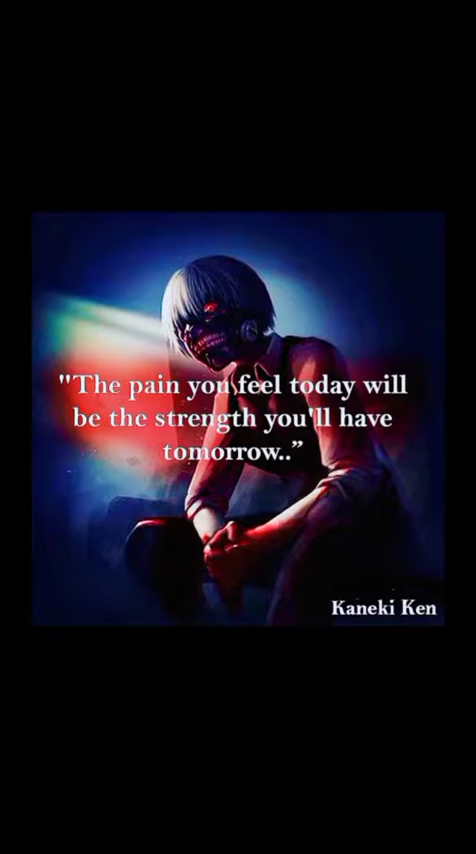 "The pain you feel today will
be the strength you'll have
tomorrow..”
Kaneki Ken